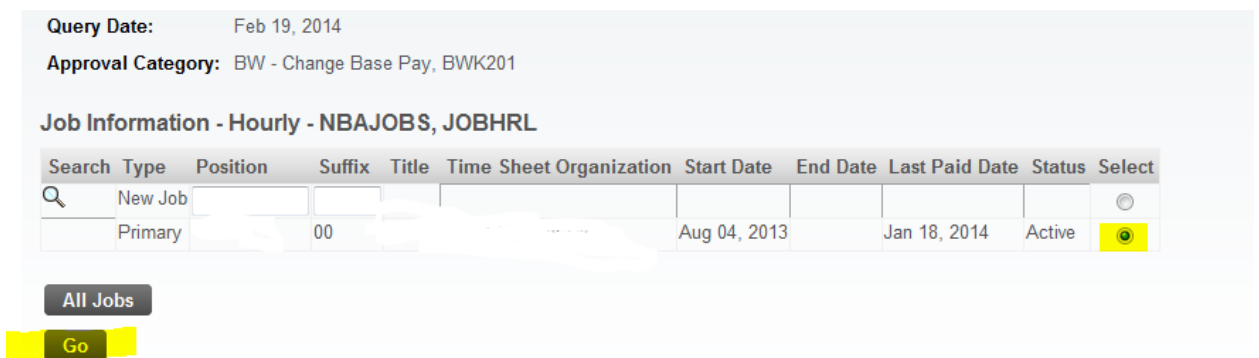 Query Date: Feb 19, 2014
Approval Category: BW - Change Base Pay, BWK201
Job Information - Hourly - NBAJOBS, JOBHRL
Search Type Position Suffix Title Time Sheet Organization Start Date End Date Last Paid Date Status Select
New Job
Primary 00 Aug 04, 2013 Jan 18, 2014 Active
All Jobs
Go